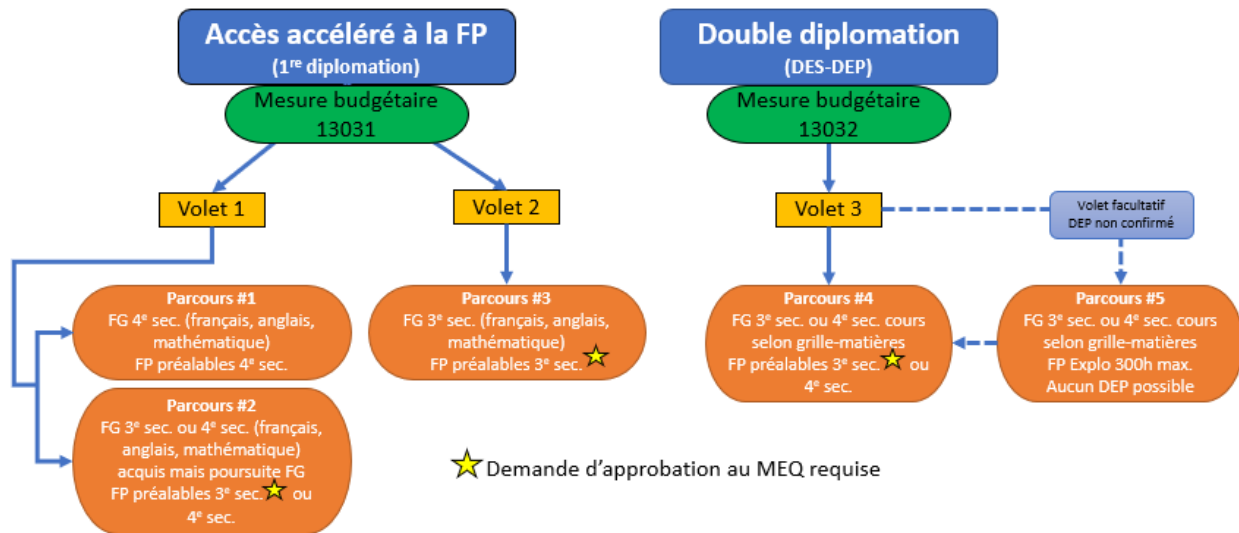 Accès accéléré à la FP
(1re diplomation)
Mesure budgétaire
13031
Double diplomation
(DES-DEP)
Mesure budgétaire
13032
Volet 1
Volet 2
Volet 3
Volet facultatif
DEP non confirmé
Parcours #1
FG 4e sec. (français, anglais,
mathématique)
FP préalables 4e sec.
Parcours #2
FG 3e sec. ou 4e sec. (français,
anglais, mathématique)
acquis mais poursuite FG
FP préalables 3e sec. ou
4e sec.
Parcours #3
FG 3e sec. (français, anglais,
mathématique)
FP préalables 3e sec.
Parcours #4
FG 3e sec. ou 4e sec. cours
selon grille-matières
FP préalables 3e sec. ou
4e sec.
Parcours #5
FG 3e sec. ou 4e sec. cours
selon grille-matières
FP Explo 300h max.
Aucun DEP possible
Demande d'approbation au MEQ requise